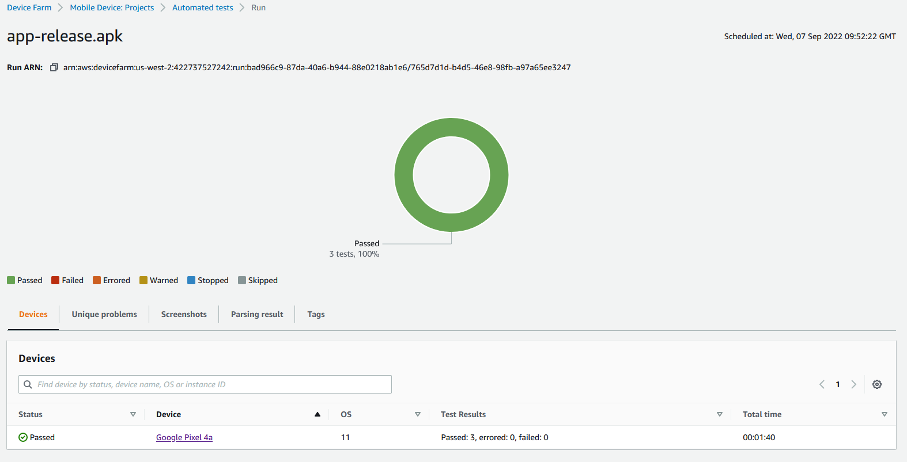 Device Farm > Mobile Device: Projects > Automated tests > Run
app-release.apk
Scheduled at: Wed, 07 Sep 2022 09:52:22 GMT
Run ARN: arn:aws:devicefarm:us-west-2:422737527242:run:bad966c9-87da-40a6-b944-88e0218ab1e6/765d7d1d-b4d5-46e8-98fb-a97a65ee3247
Passed
3 tests, 100%
Passed Failed Errored Warned Stopped Skipped
Devices Unique problems Screenshots Parsing result Tags
Devices
Find device by status, device name, OS or instance ID
1
Status Device OS Test Results Total time
Passed Google Pixel 4a 11 Passed: 3, errored: 0, failed: 0 00:01:40